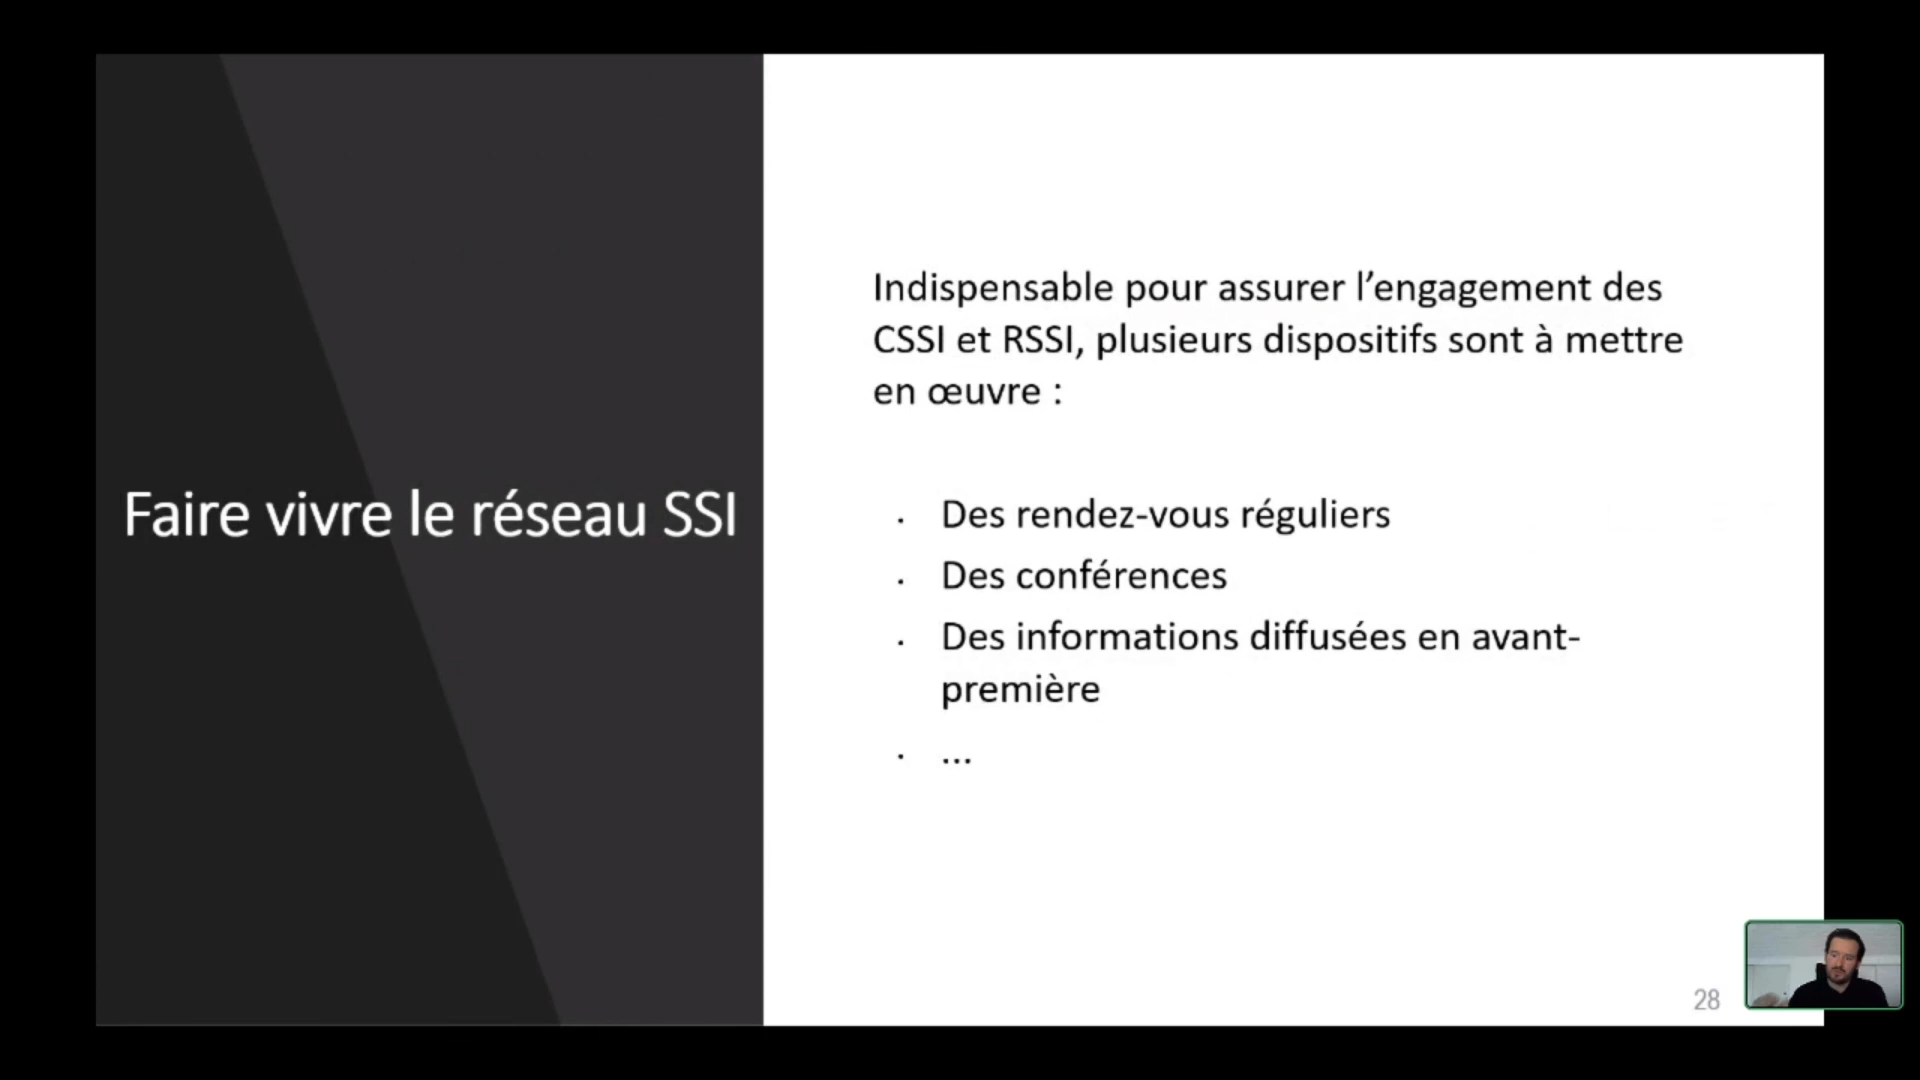 Faire vivre le réseau SSI
Indispensable pour assurer l’engagement des
CSSI et RSSI, plusieurs dispositifs sont à mettre
en œuvre :
· Des rendez-vous réguliers
· Des conférences
· Des informations diffusées en avant-
première
· ...
28